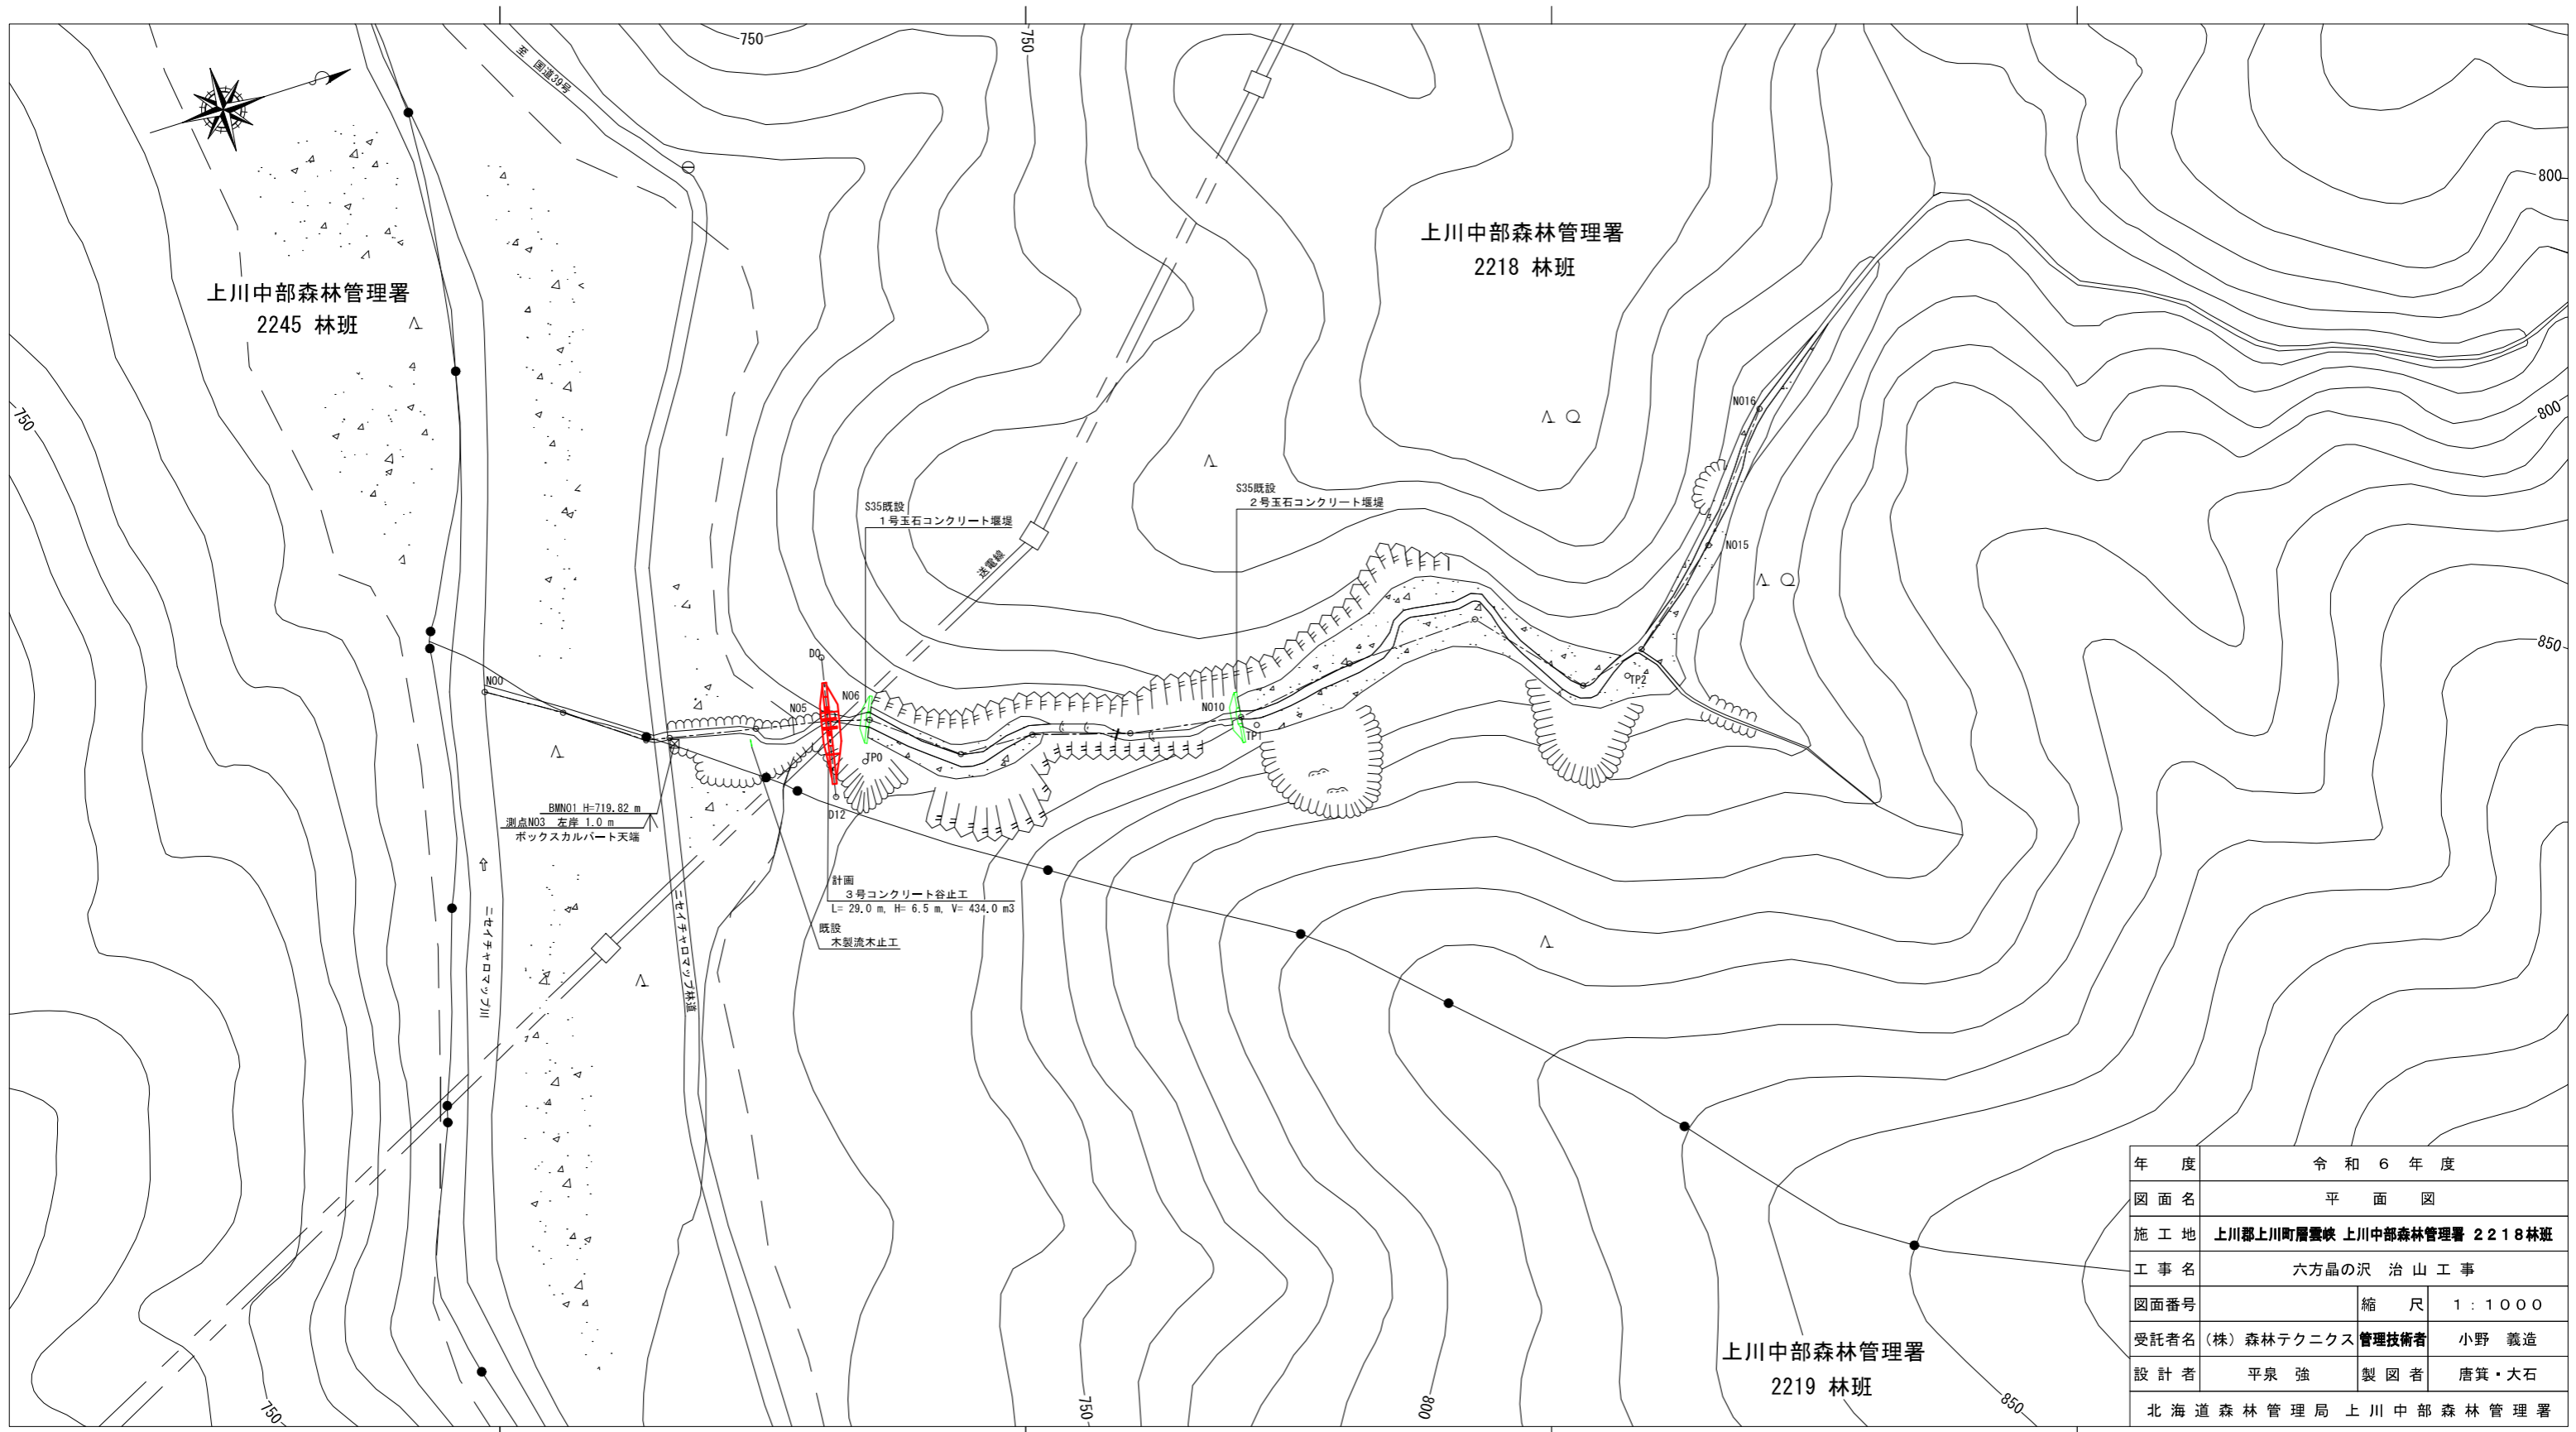 750
750
至　国道39号
800
上川中部森林管理署
2218 林班
上川中部森林管理署
2245 林班
750
800
NO16
S35既設
２号玉石コンクリート堰堤
S35既設
１号玉石コンクリート堰堤
NO15
送電線
850
DO
NOO
NO6
NO5
NO10
TP1
TP2
TPO
D12
BMNO1 H=719.82 m
測点NO3　左岸 1.0 m
ボックスカルバート天端
計画
３号コンクリート谷止工
L= 29.0 m, H= 6.5 m, V= 434.0 m3
既設
木製流木止工
ニセイチャロマップ川
ニセイチャロマップ林道
上川中部森林管理署
2219 林班
750
750
800
850
年　度　令 和 ６ 年 度
図 面 名　平　面　図
施 工 地　上川郡上川町層雲峡 上川中部森林管理署 ２２１８林班
工 事 名　六方晶の沢　治 山 工 事
図面番号　縮　尺　１：１０００
受託者名　(株) 森林テクニクス　管理技術者　小野　義造
設 計 者　平泉　強　製 図 者　唐箕・大石
北 海 道 森 林 管 理 局　上 川 中 部 森 林 管 理 署